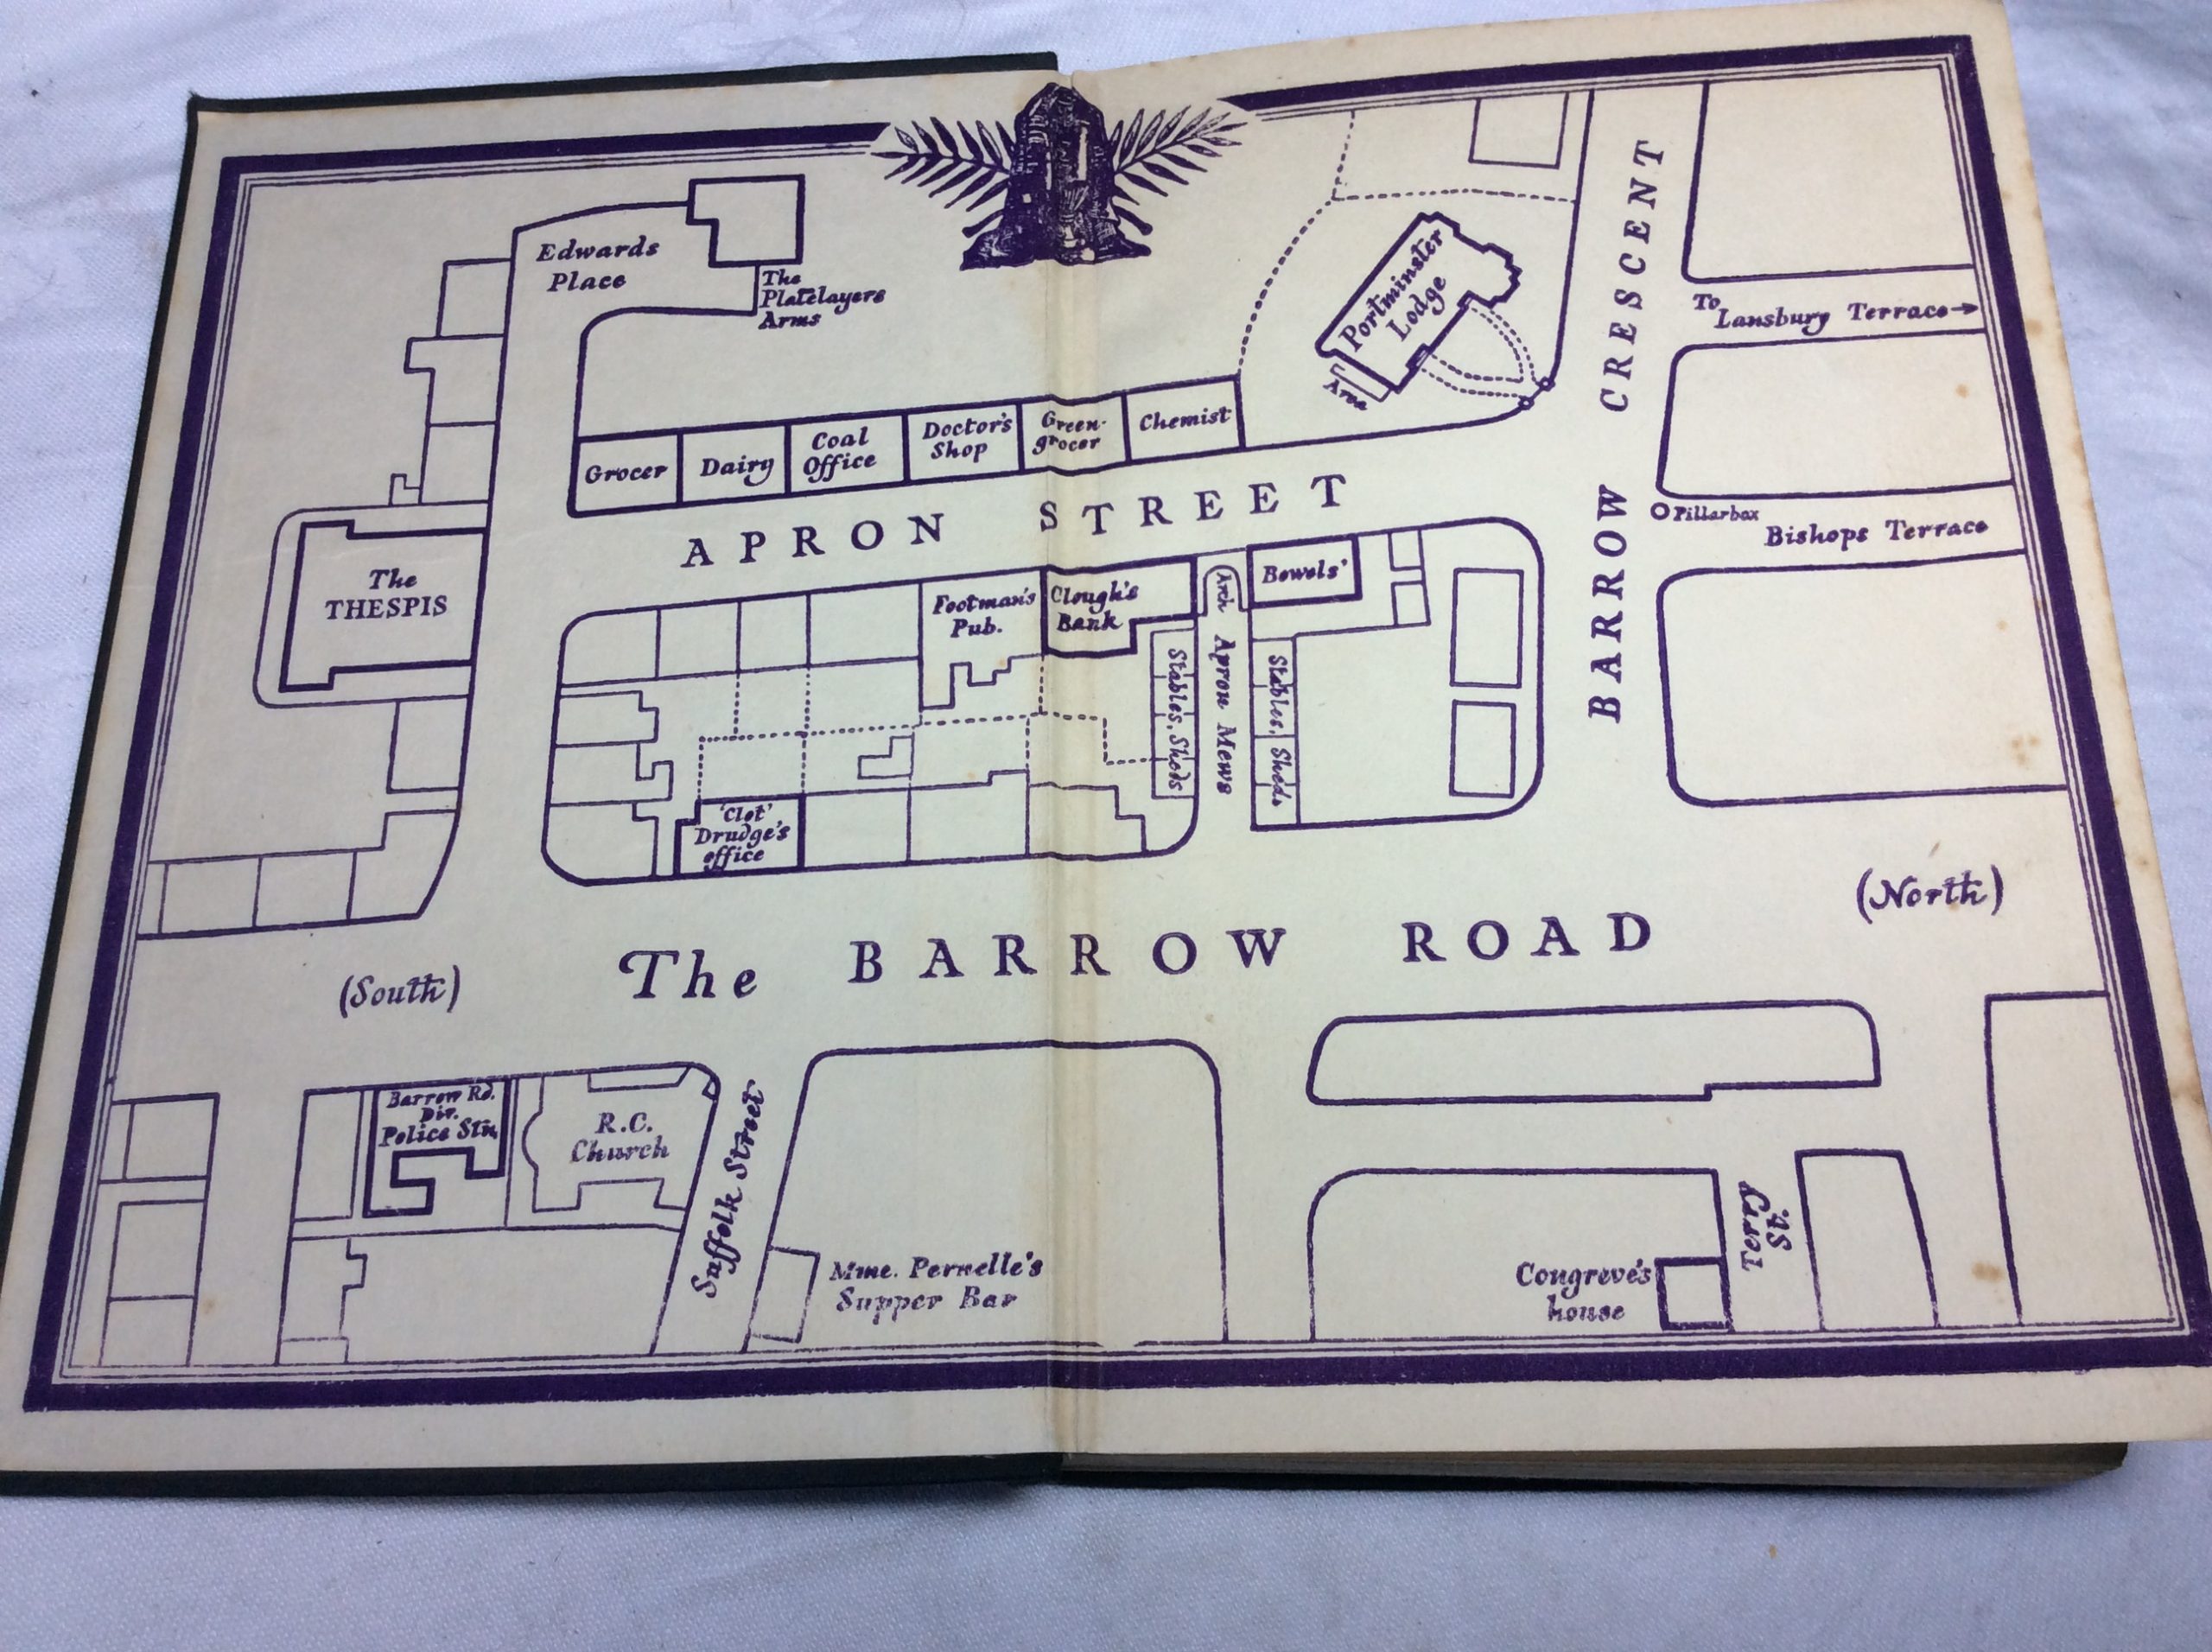 Edwards
Place
The
Platelayers
Arms
Portminster
Lodge
Area
BARROW CRESCENT
To
Lansbury Terrace
Pillarbox
Bishops Terrace
Grocer
Dairy
Coal
Office
Doctor's
Shop
Green-
grocer
Chemist
APRON STREET
The
THESPIS
Footman's
Pub.
Clough's
Bank
Arch
Bowels'
Stables, Sheds
Apron Mews
Stables, Sheds
'Clot'
Drudge's
office
(North)
The BARROW ROAD
(South)
Barrow Rd.
Div.
Police Stn.
R.C.
Church
Suffolk Street
Mme. Pernelle's
Supper Bar
Congreve's
house
Terry
St.